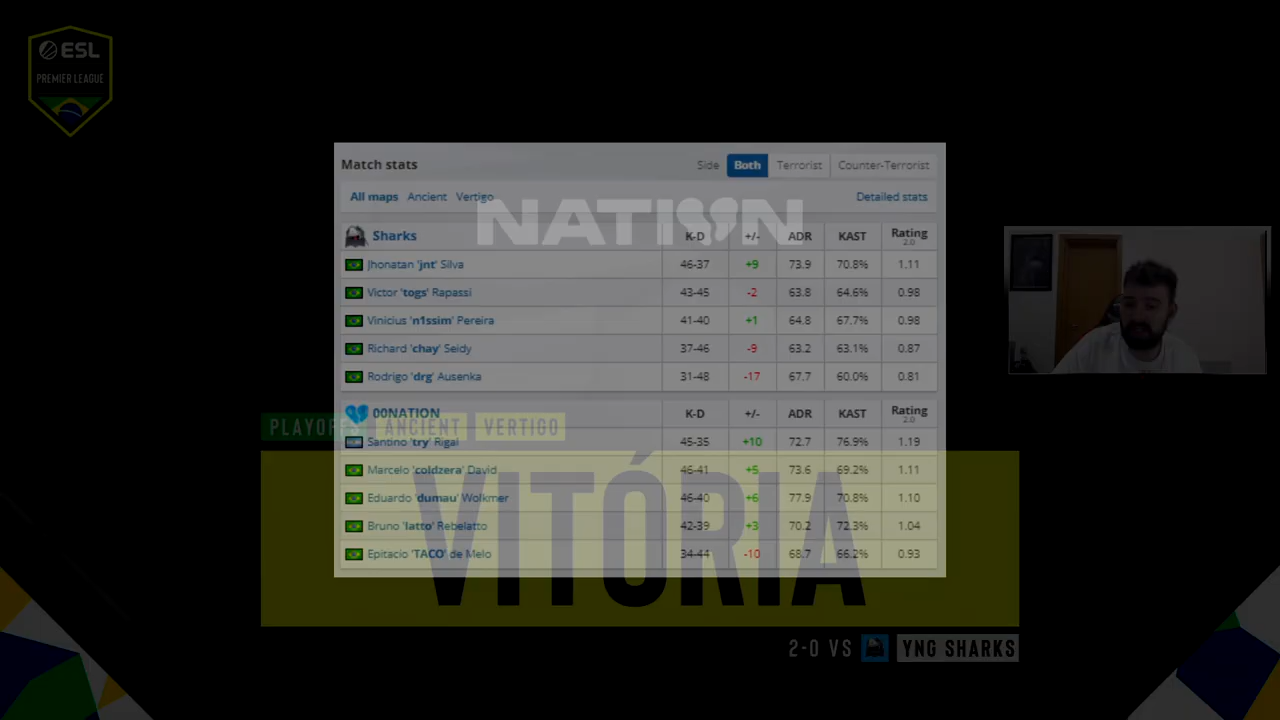 ESL
PREMIER LEAGUE
Match stats Side Both Terrorist Counter-Terrorist
All maps Ancient Vertigo Detailed stats
NATION
Sharks K-D +/- ADR KAST Rating 2.0
Jhonatan 'jnt' Silva 46-37 +9 73.9 70.8% 1.11
Victor 'togs' Rapassi 43-45 -2 63.8 64.6% 0.98
Vinicius 'n1ssim' Pereira 41-40 +1 64.8 67.7% 0.98
Richard 'chay' Seidy 37-46 -9 63.2 63.1% 0.87
Rodrigo 'drg' Ausenka 31-48 -17 67.7 60.0% 0.81
00NATION K-D +/- ADR KAST Rating 2.0
PLAYOFFS ANCIENT VERTIGO
Santino 'try' Rigal 45-35 +10 72.7 76.9% 1.19
Marcelo 'coldzera' David 46-41 +5 73.6 69.2% 1.11
Eduardo 'dumau' Wolkmer 46-40 +6 77.9 70.8% 1.10
Bruno 'latto' Rebelatto 42-39 +3 70.2 72.3% 1.04
Epitacio 'TACO' de Melo 34-44 -10 68.7 66.2% 0.93
VITÓRIA
2-0 VS YNG SHARKS